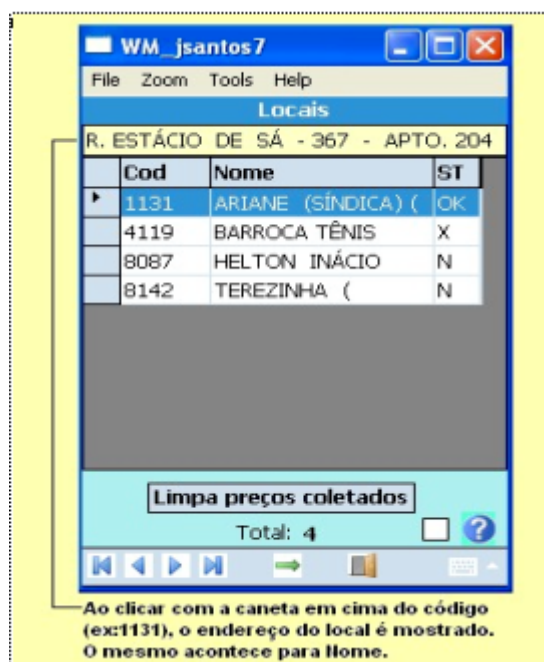 WM_jsantos7
File Zoom Tools Help
Locais
R. ESTÁCIO DE SÁ - 367 - APTO. 204
Cod Nome ST
1131 ARIANE (SÍNDICA) ( OK
4119 BARROCA TÊNIS X
8087 HELTON INÁCIO N
8142 TEREZINHA ( N
Limpa preços coletados
Total: 4
?
Ao clicar com a caneta em cima do código
(ex:1131), o endereço do local é mostrado.
O mesmo acontece para Nome.